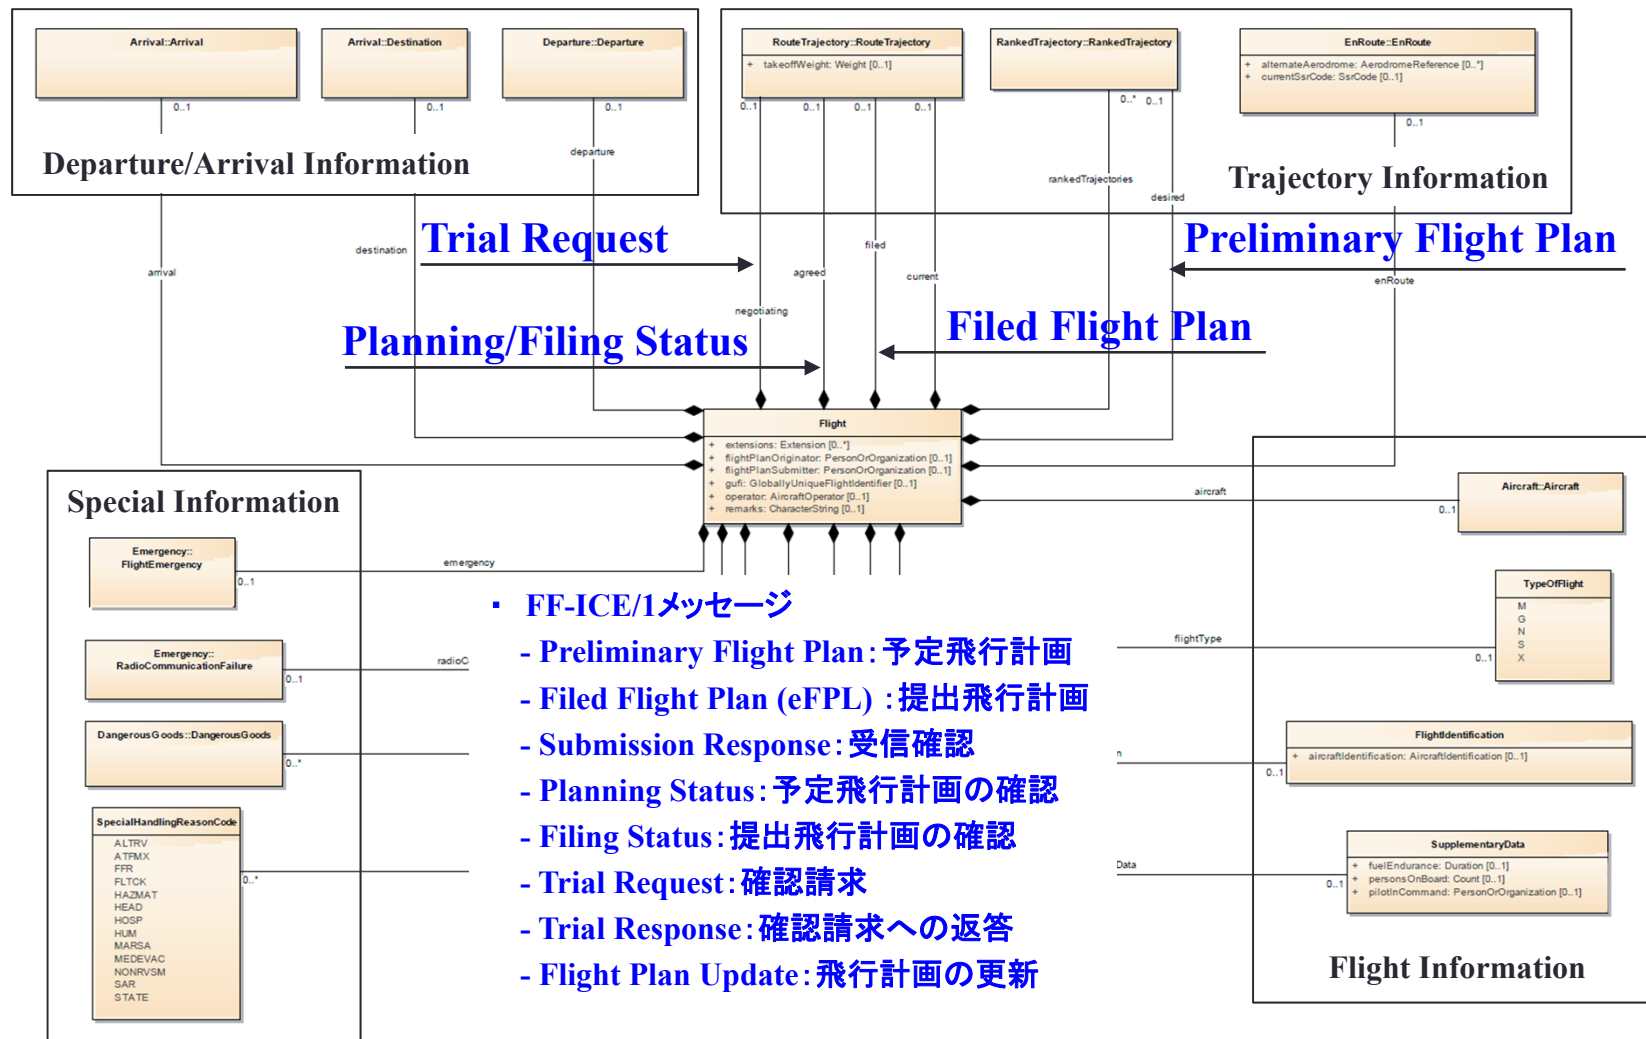 Arrival::Arrival
0..1
Arrival::Destination
0..1
Departure::Departure
0..1
departure
Departure/Arrival Information
RouteTrajectory::RouteTrajectory
+ takeoffWeight: Weight [0..1]
0..1
0..1
0..1
0..1
RankedTrajectory::RankedTrajectory
0..*
0..1
EnRoute::EnRoute
+ alternateAerodrome: AerodromeReference [0..*]
+ currentSsrCode: SsrCode [0..1]
0..1
rankedTrajectories
desired
Trajectory Information
arrival
destination
Trial Request
negotiating
agreed
filed
current
Preliminary Flight Plan
enRoute
Planning/Filing Status
Filed Flight Plan
Flight
+ extensions: Extension [0..*]
+ flightPlanOriginator: PersonOrOrganization [0..1]
+ flightPlanSubmitter: PersonOrOrganization [0..1]
+ gufi: GloballyUniqueFlightIdentifier [0..1]
+ operator: AircraftOperator [0..1]
+ remarks: CharacterString [0..1]
Special Information
Emergency::
FlightEmergency
0..1
emergency
Emergency::
RadioCommunicationFailure
0..1
radioC
DangerousGoods::DangerousGoods
0..*
SpecialHandlingReasonCode
ALTRV
ATFMX
FFR
FLTCK
HAZMAT
HEAD
HOSP
HUM
MARSA
MEDEVAC
NONRVSM
SAR
STATE
0..*
▪ FF-ICE/1メッセージ
- Preliminary Flight Plan：予定飛行計画
- Filed Flight Plan (eFPL) ：提出飛行計画
- Submission Response：受信確認
- Planning Status：予定飛行計画の確認
- Filing Status：提出飛行計画の確認
- Trial Request：確認請求
- Trial Response：確認請求への返答
- Flight Plan Update：飛行計画の更新
aircraft
0..1
Aircraft::Aircraft
flightType
0..1
TypeOfFlight
M
G
N
S
X
n
0..1
FlightIdentification
+ aircraftIdentification: AircraftIdentification [0..1]
Data
0..1
SupplementaryData
+ fuelEndurance: Duration [0..1]
+ personsOnBoard: Count [0..1]
+ pilotInCommand: PersonOrOrganization [0..1]
Flight Information